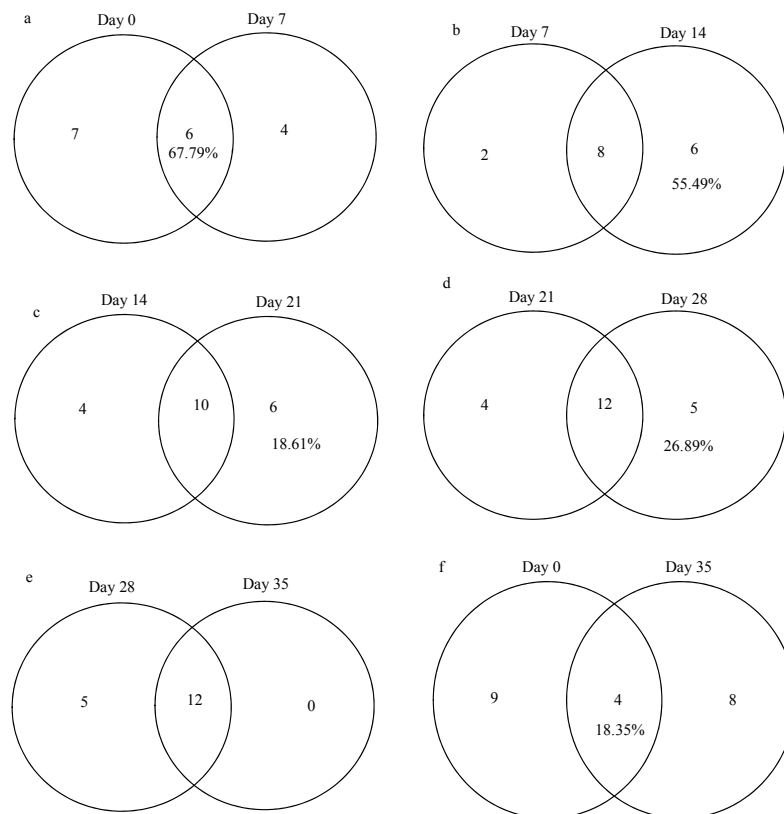 a
Day 0 Day 7
7 6 4
67.79%
b
Day 7 Day 14
2 8 6
55.49%
c
Day 14 Day 21
4 10 6
18.61%
d
Day 21 Day 28
4 12 5
26.89%
e
Day 28 Day 35
5 12 0
f
Day 0 Day 35
9 4 8
18.35%